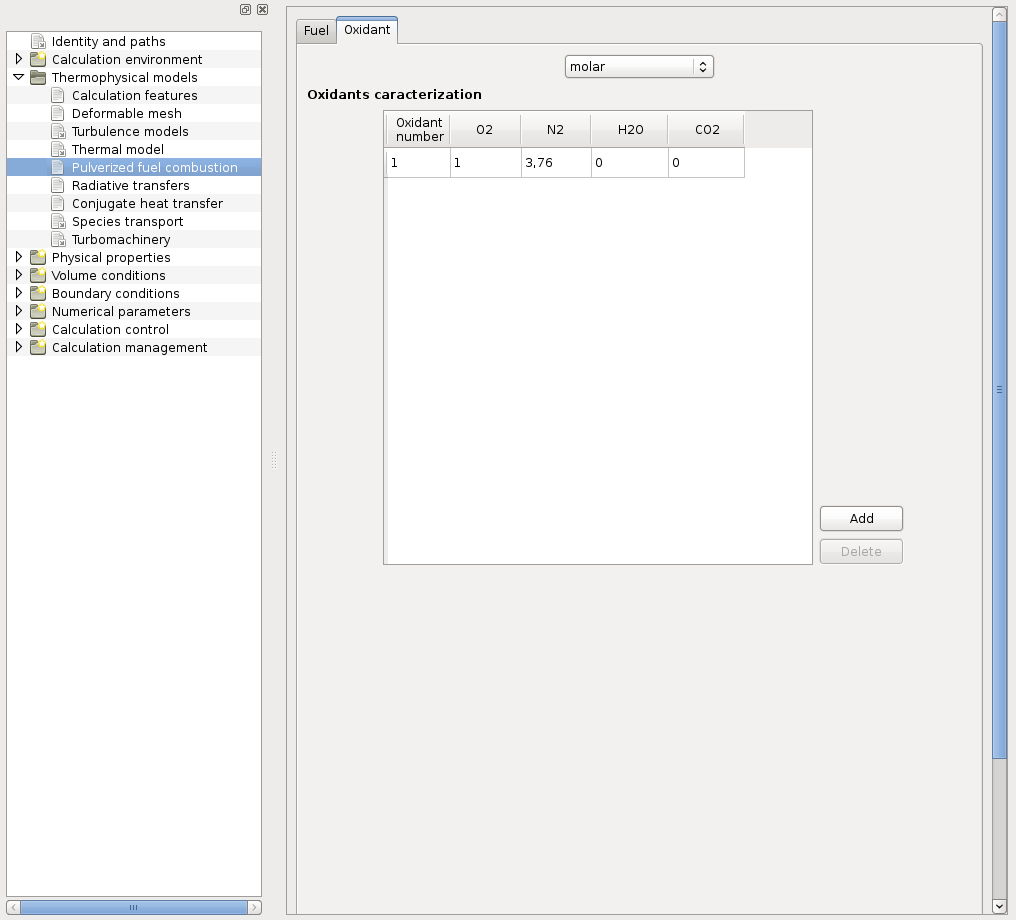 Identity and paths
Calculation environment
Thermophysical models
Calculation features
Deformable mesh
Turbulence models
Thermal model
Pulverized fuel combustion
Radiative transfers
Conjugate heat transfer
Species transport
Turbomachinery
Physical properties
Volume conditions
Boundary conditions
Numerical parameters
Calculation control
Calculation management
Fuel Oxidant
molar
Oxidants caracterization
Oxidant number O2 N2 H2O CO2
1 1 3,76 0 0
Add
Delete